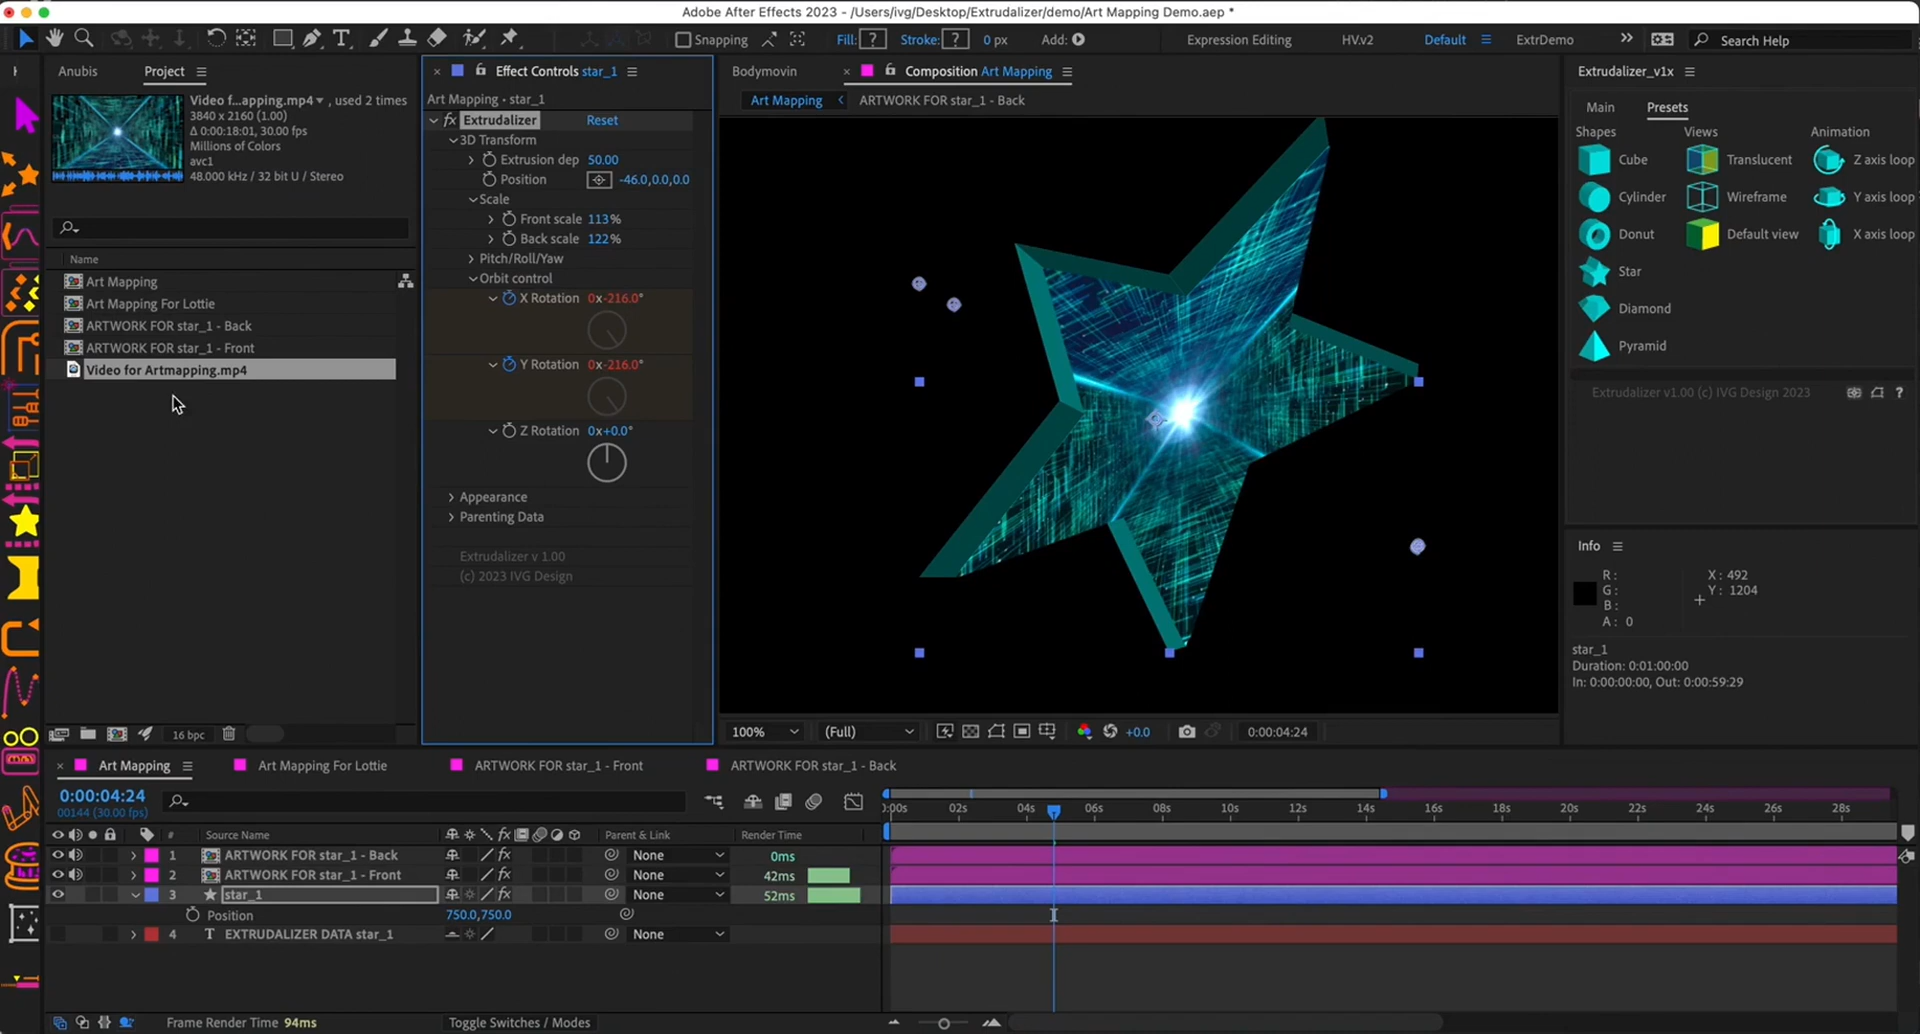 Adobe After Effects 2023 - /Users/ivg/Desktop/Extrudalizer/demo/Art Mapping Demo.aep *
Snapping
Fill: ?
Stroke: ?
0 px
Add:
Expression Editing
HV.v2
Default
ExtrDemo
Search Help
Anubis
Project
Video f...apping.mp4 , used 2 times
3840 x 2160 (1.00)
Δ 0:00:18:01, 30.00 fps
Millions of Colors
avc1
48.000 kHz / 32 bit U / Stereo
Name
Art Mapping
Art Mapping For Lottie
ARTWORK FOR star_1 - Back
ARTWORK FOR star_1 - Front
Video for Artmapping.mp4
16 bpc
Effect Controls star_1
Art Mapping • star_1
fx Extrudalizer Reset
3D Transform
Extrusion dep 50.00
Position -46.0,0.0,0.0
Scale
Front scale 113%
Back scale 122%
Pitch/Roll/Yaw
Orbit control
X Rotation 0x-216.0°
Y Rotation 0x-216.0°
Z Rotation 0x+0.0°
Appearance
Parenting Data
Extrudalizer v 1.00
(c) 2023 IVG Design
Bodymovin
Composition Art Mapping
Art Mapping
ARTWORK FOR star_1 - Back
100%
(Full)
+0.0
0:00:04:24
Extrudalizer_v1x
Main
Presets
Shapes Views Animation
Cube Translucent Z axis loop
Cylinder Wireframe Y axis loop
Donut Default view X axis loop
Star
Diamond
Pyramid
Extrudalizer v1.00 (c) IVG Design 2023
?
Info
R:
G:
B:
A: 0
X: 492
Y: 1204
star_1
Duration: 0:01:00:00
In: 0:00:00:00, Out: 0:00:59:29
Art Mapping
Art Mapping For Lottie
ARTWORK FOR star_1 - Front
ARTWORK FOR star_1 - Back
0:00:04:24
00144 (30.00 fps)
:00s 02s 04s 06s 08s 10s 12s 14s 16s 18s 20s 22s 24s 26s 28s
# Source Name fx Parent & Link Render Time
1 ARTWORK FOR star_1 - Back fx None 0ms
2 ARTWORK FOR star_1 - Front fx None 42ms
3 star_1 fx None 52ms
Position 750.0,750.0
4 T EXTRUDALIZER DATA star_1 None
Frame Render Time 94ms
Toggle Switches / Modes